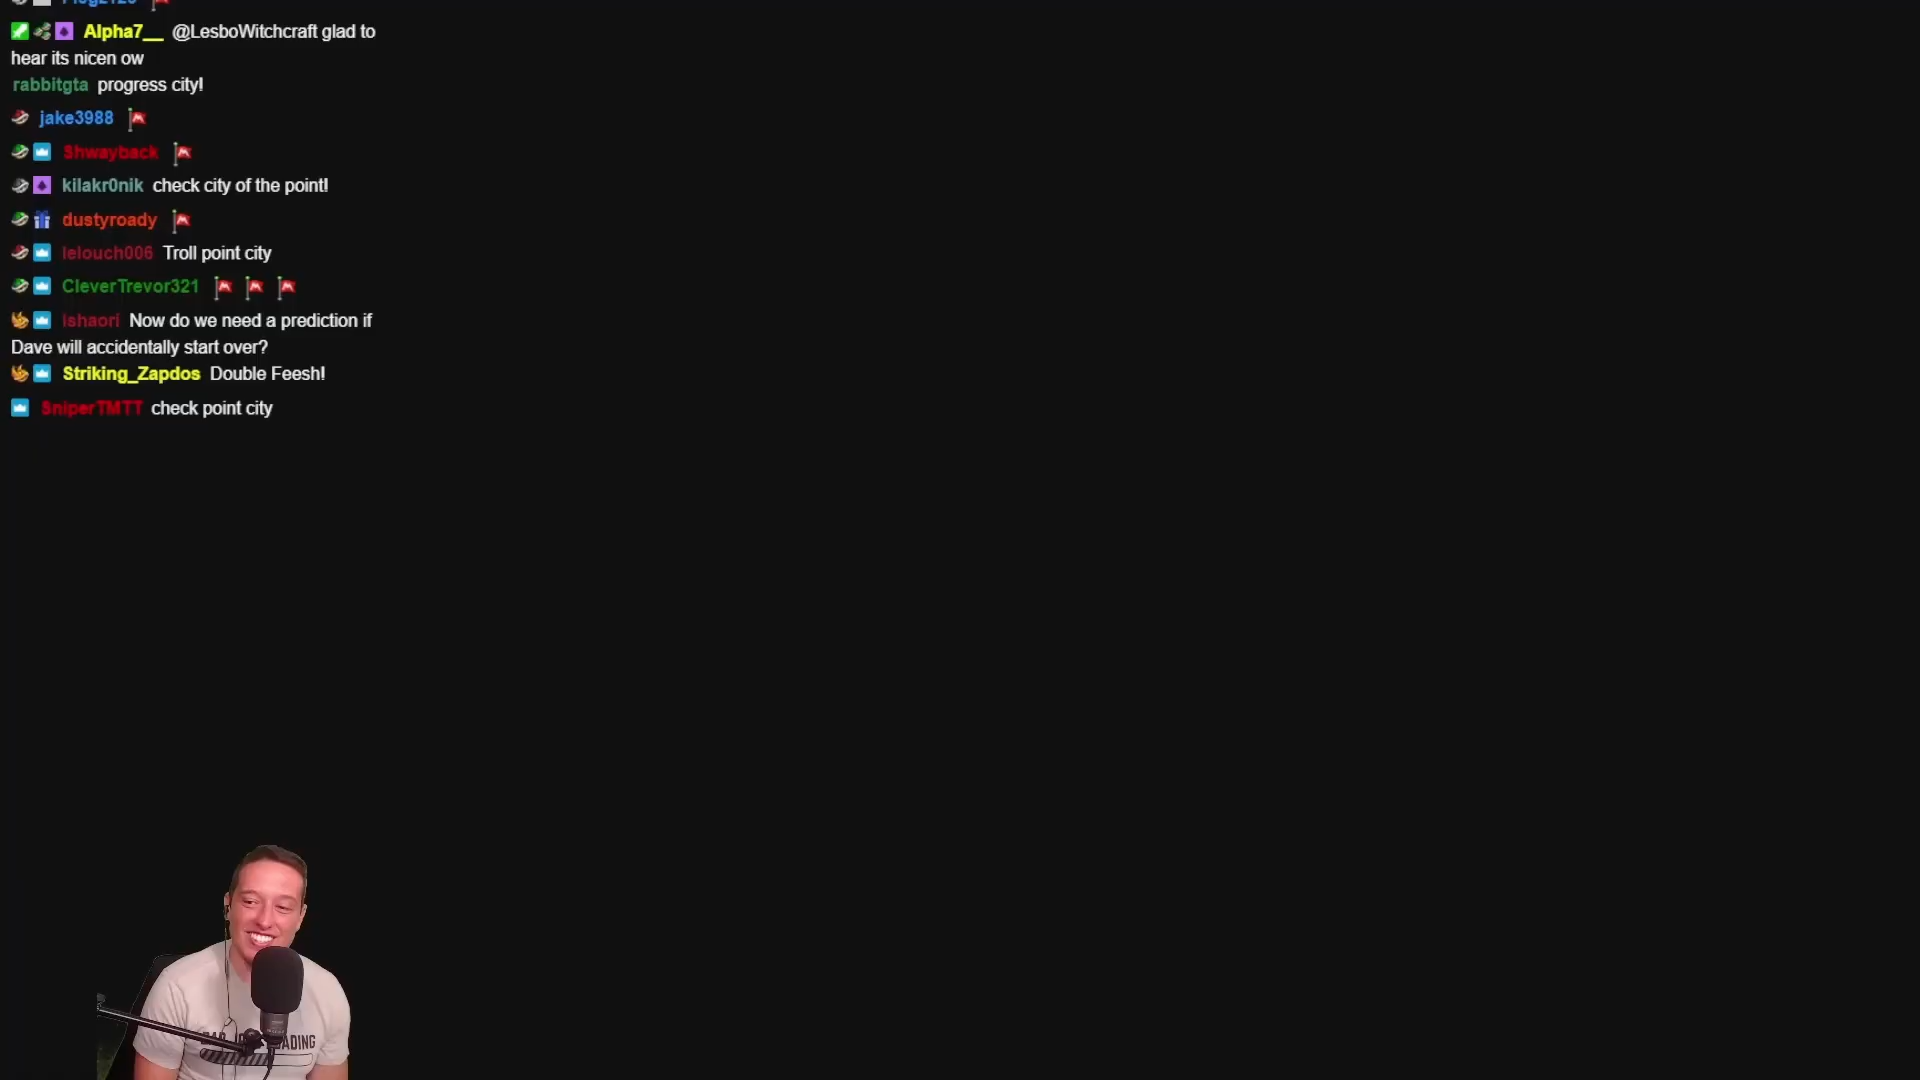 Alpha7__ @LesboWitchcraft glad to
hear its nicen ow
rabbitgta progress city!
jake3988
Shwayback
kilakr0nik check city of the point!
dustyroady
lelouch006 Troll point city
CleverTrevor321
Ishaori Now do we need a prediction if
Dave will accidentally start over?
Striking_Zapdos Double Feesh!
SniperTMTT check point city